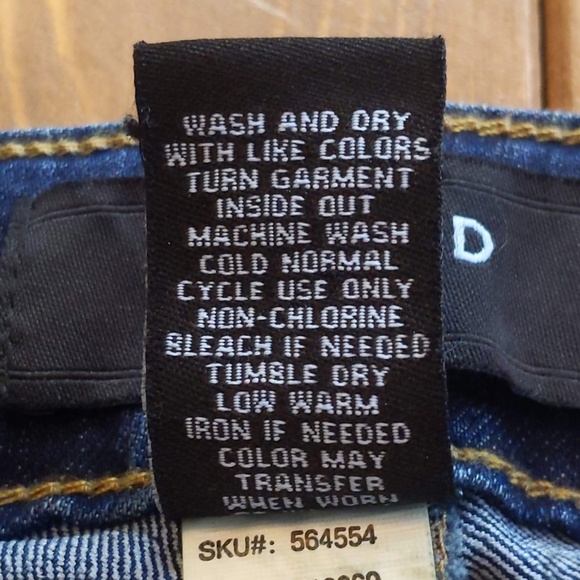 WASH AND DRY
WITH LIKE COLORS
TURN GARMENT
INSIDE OUT
MACHINE WASH
COLD NORMAL
CYCLE USE ONLY
NON-CHLORINE
BLEACH IF NEEDED
TUMBLE DRY
LOW WARM
IRON IF NEEDED
COLOR MAY
TRANSFER
WHEN WORN
D
SKU#: 564554